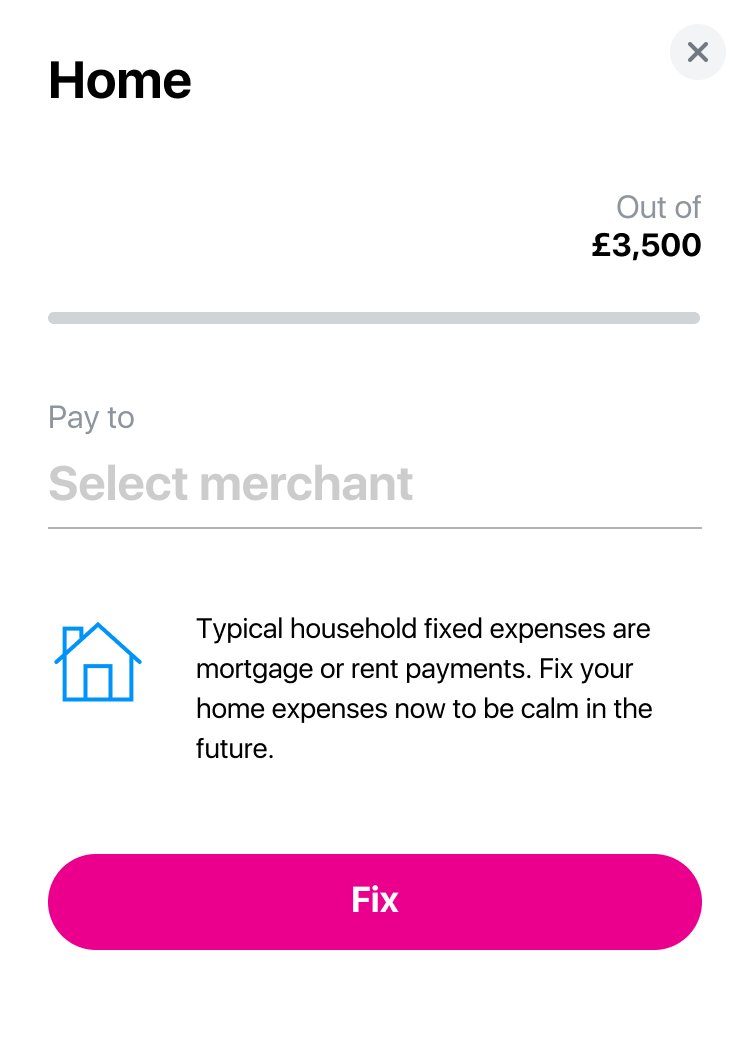 Home
Out of
£3,500
Pay to
Select merchant
Typical household fixed expenses are
mortgage or rent payments. Fix your
home expenses now to be calm in the
future.
Fix